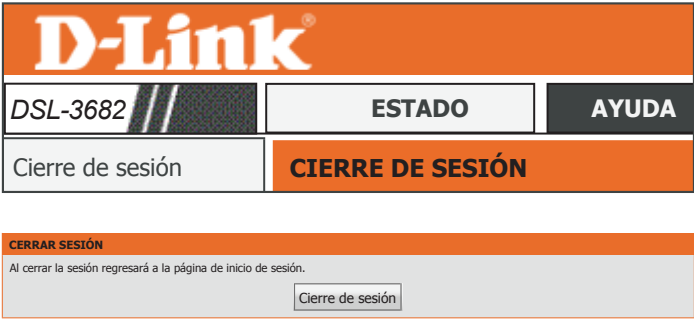 D-Link®
DSL-3682 ESTADO AYUDA
Cierre de sesión CIERRE DE SESIÓN
CERRAR SESIÓN
Al cerrar la sesión regresará a la página de inicio de sesión.
Cierre de sesión